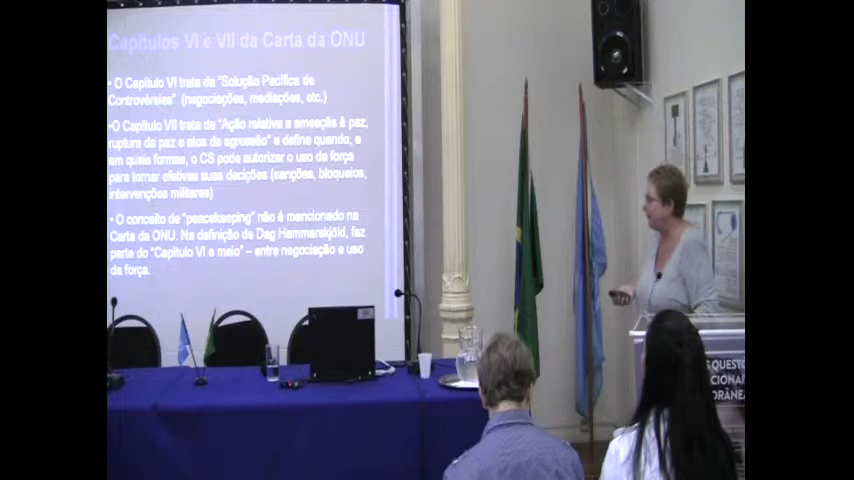 Capítulos VI e VII da Carta da ONU
• O Capítulo VI trata da "Solução Pacífica de
Controvérsias" (negociações, mediações, etc.)
•O Capítulo VII trata da "Ação relativa a ameaças à paz,
ruptura da paz e atos de agressão" e define quando, e
em quais formas, o CS pode autorizar o uso da força
para tornar efetivas suas decisões (sanções, bloqueios,
intervenções militares)
• O conceito de "peacekeeping" não é mencionado na
Carta da ONU. Na definição de Dag Hammarskjöld, faz
parte do "Capítulo VI e meio" – entre negociação e uso
da força.
S QUESTÕ
CIONAI
ORÂNEA